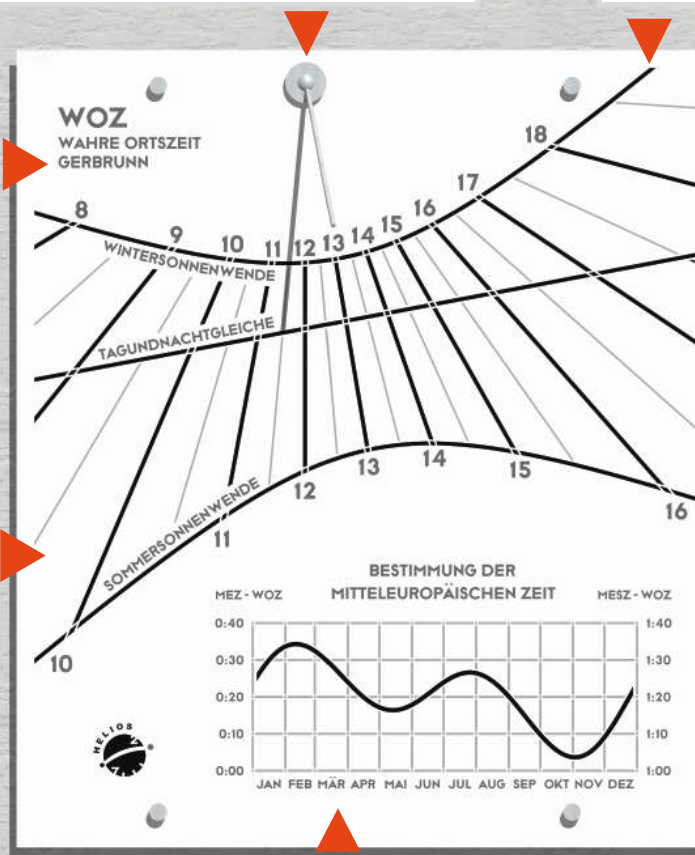 WOZ
WAHRE ORTSZEIT
GERBRUNN
18
17
16
15
14
13
12
11
10
9
8
WINTERSONNENWENDE
TAGUNDNACHTGLEICHE
SOMMERSONNENWENDE
10
11
12
13
14
15
16
BESTIMMUNG DER
MITTELEUROPÄISCHEN ZEIT
MEZ - WOZ
MESZ - WOZ
0:40
0:30
0:20
0:10
0:00
1:40
1:30
1:20
1:10
1:00
JAN FEB MÄR APR MAI JUN JUL AUG SEP OKT NOV DEZ
HELIOS